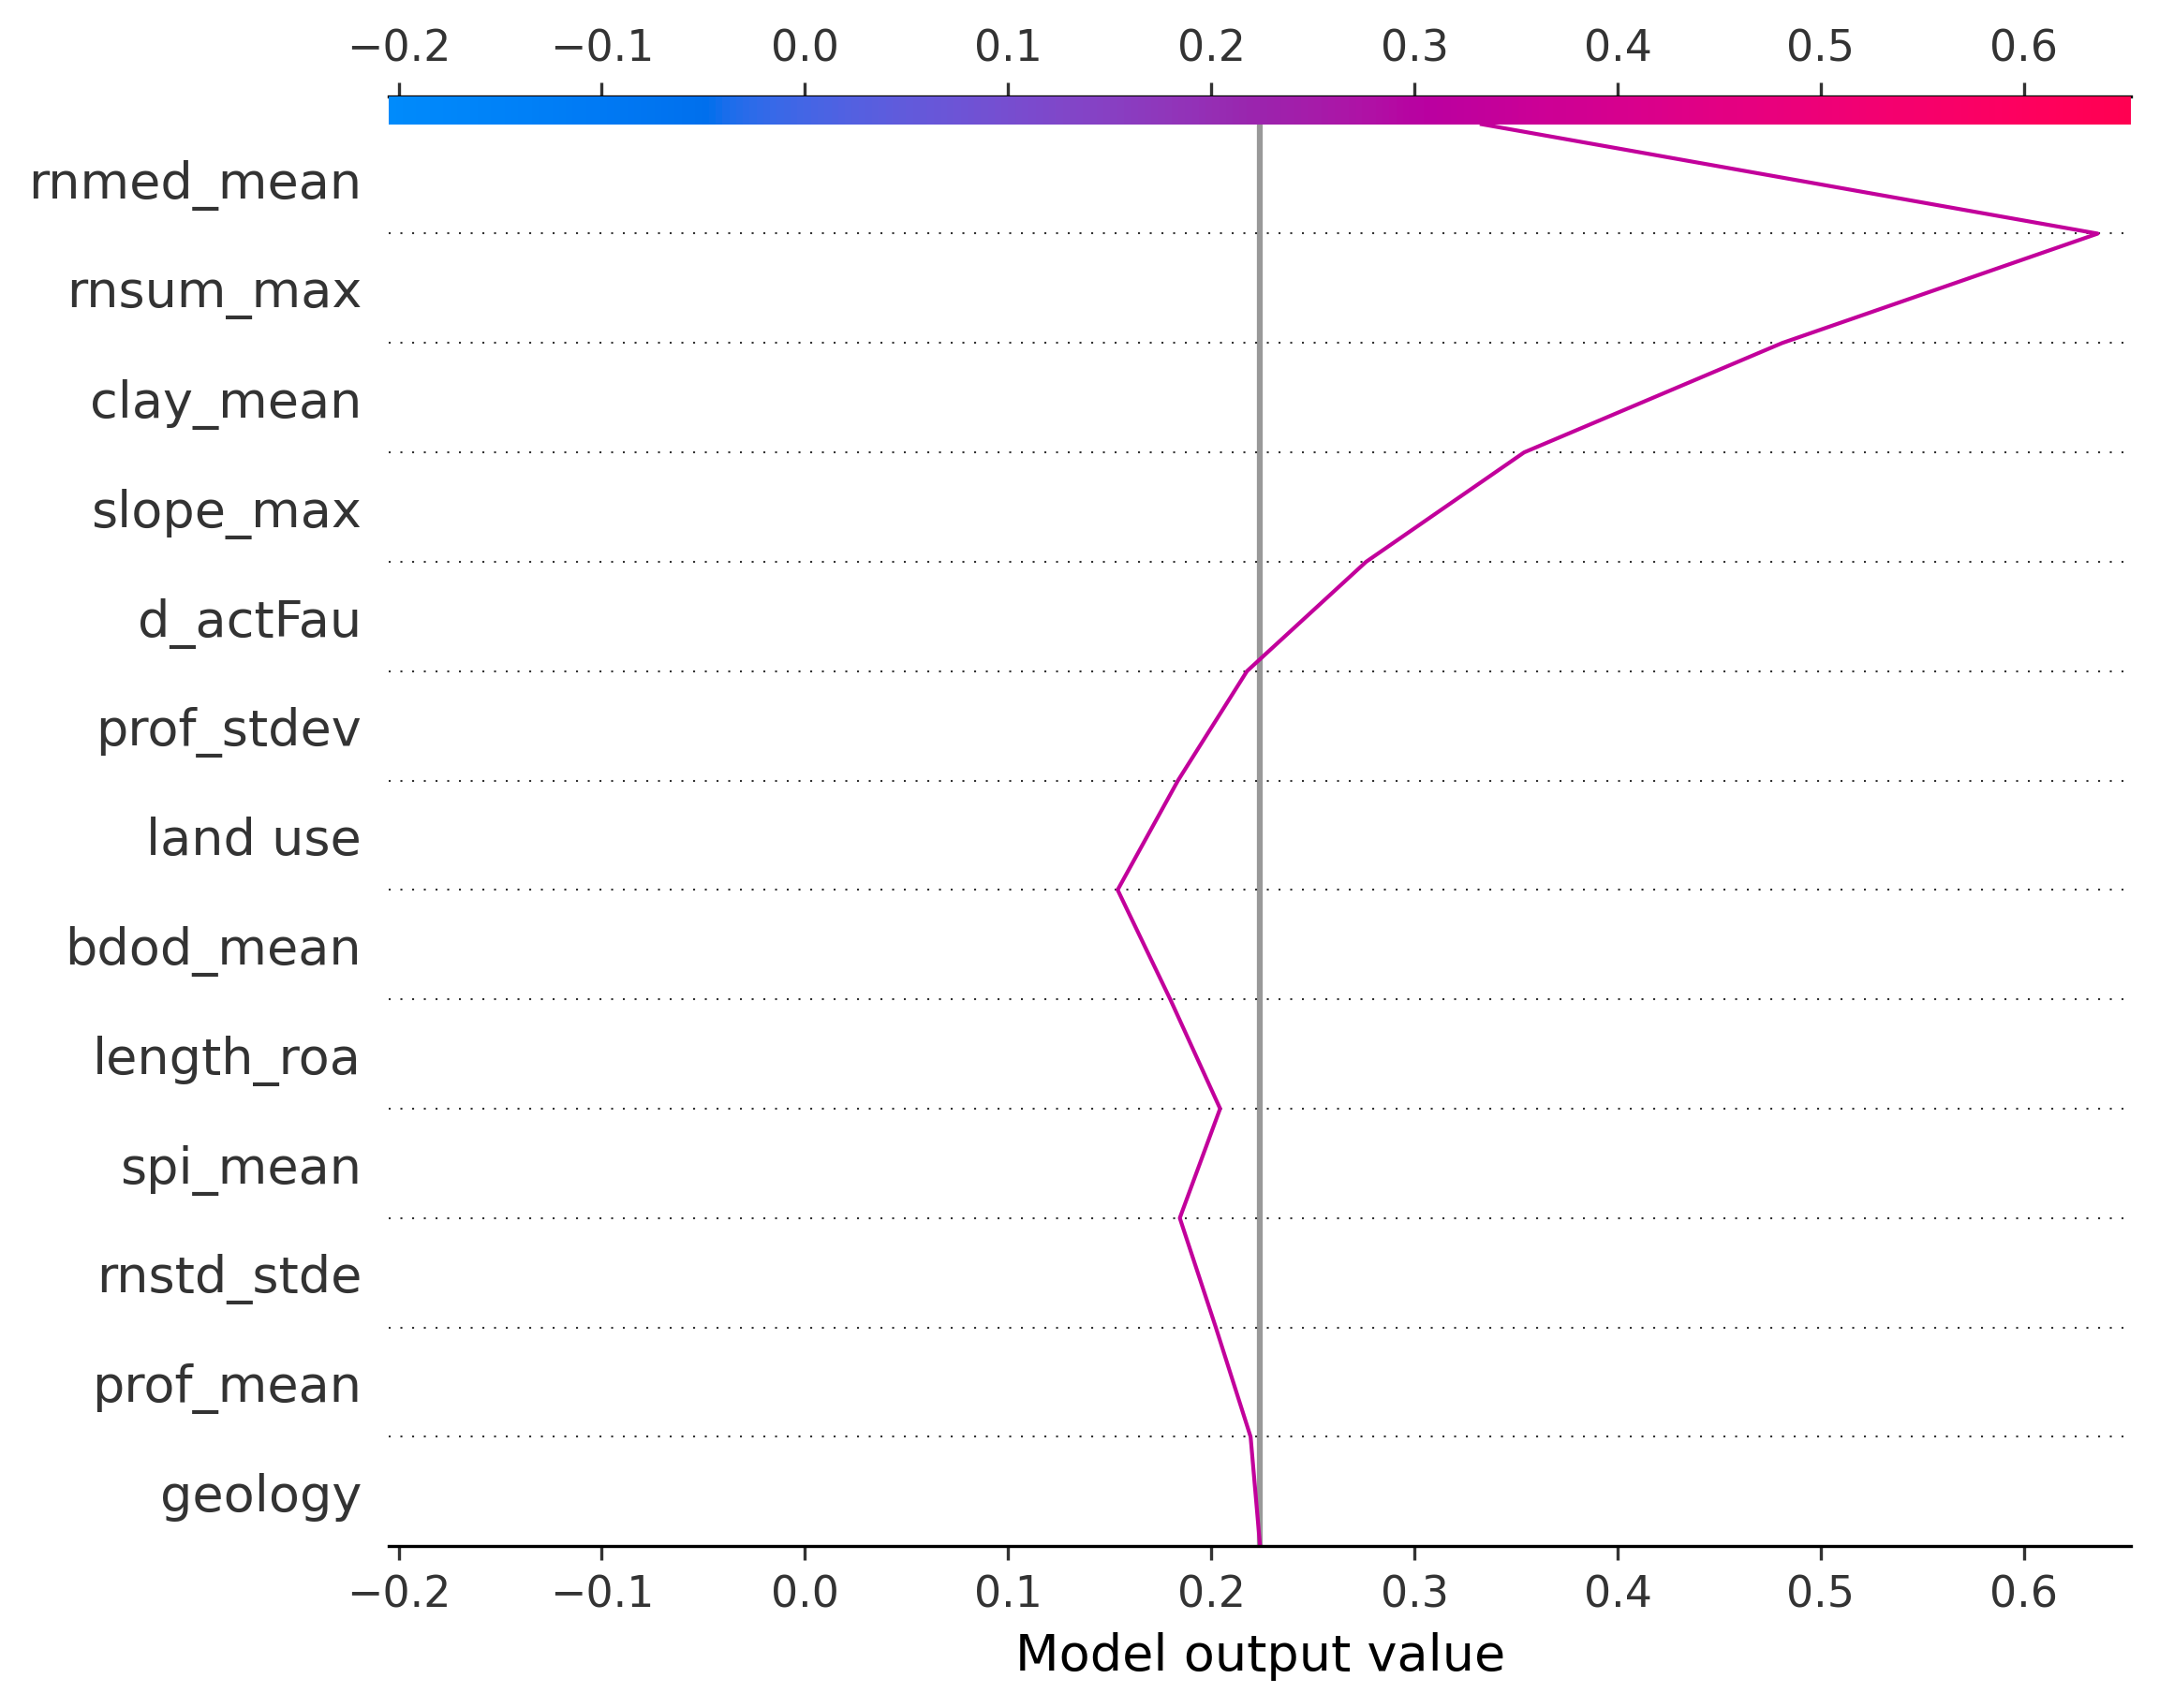 −0.2 −0.1 0.0 0.1 0.2 0.3 0.4 0.5 0.6
rnmed_mean
rnsum_max
clay_mean
slope_max
d_actFau
prof_stdev
land use
bdod_mean
length_roa
spi_mean
rnstd_stde
prof_mean
geology
−0.2 −0.1 0.0 0.1 0.2 0.3 0.4 0.5 0.6
Model output value